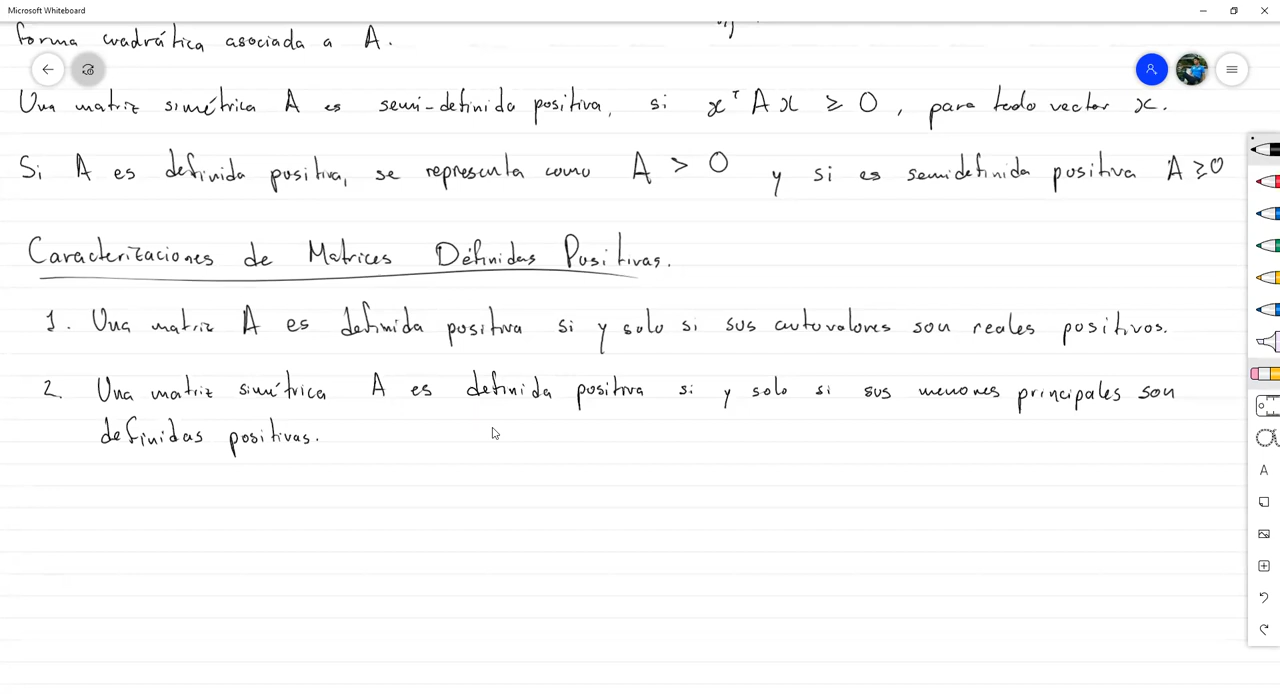 Microsoft Whiteboard
forma cuadrática asociada a A.
Una matriz simétrica A es semi-definida positiva, si x^T A x ≥ 0, para todo vector x.
Si A es definida positiva, se representa como A > 0 y si es semidefinida positiva A ≥ 0
Caracterizaciones de Matrices Definidas Positivas.
1. Una matriz A es definida positiva si y solo si sus autovalores son reales positivos.
2. Una matriz simétrica A es definida positiva si y solo si sus menores principales son
definidas positivas.
A